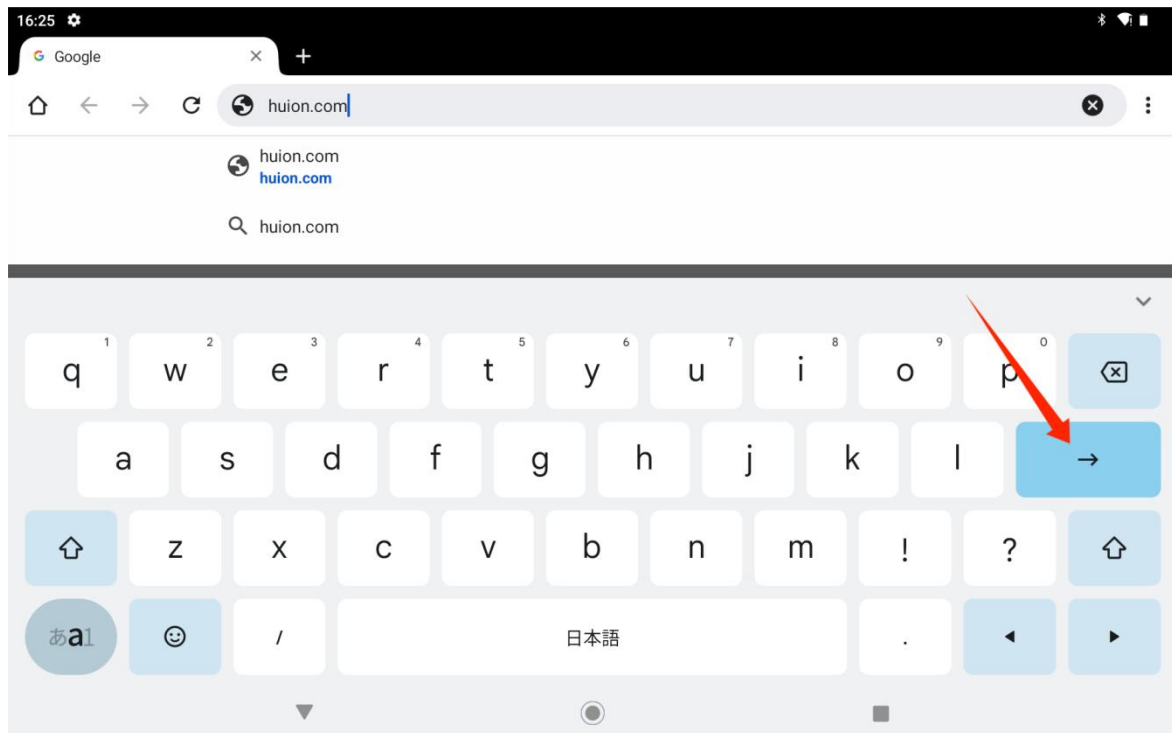 16:25
Google
huion.com
huion.com
huion.com
huion.com
1 2 3 4 5 6 7 8 9 0
q w e r t y u i o p
a s d f g h j k l →
z x c v b n m ! ?
あa1 / 日本語 .